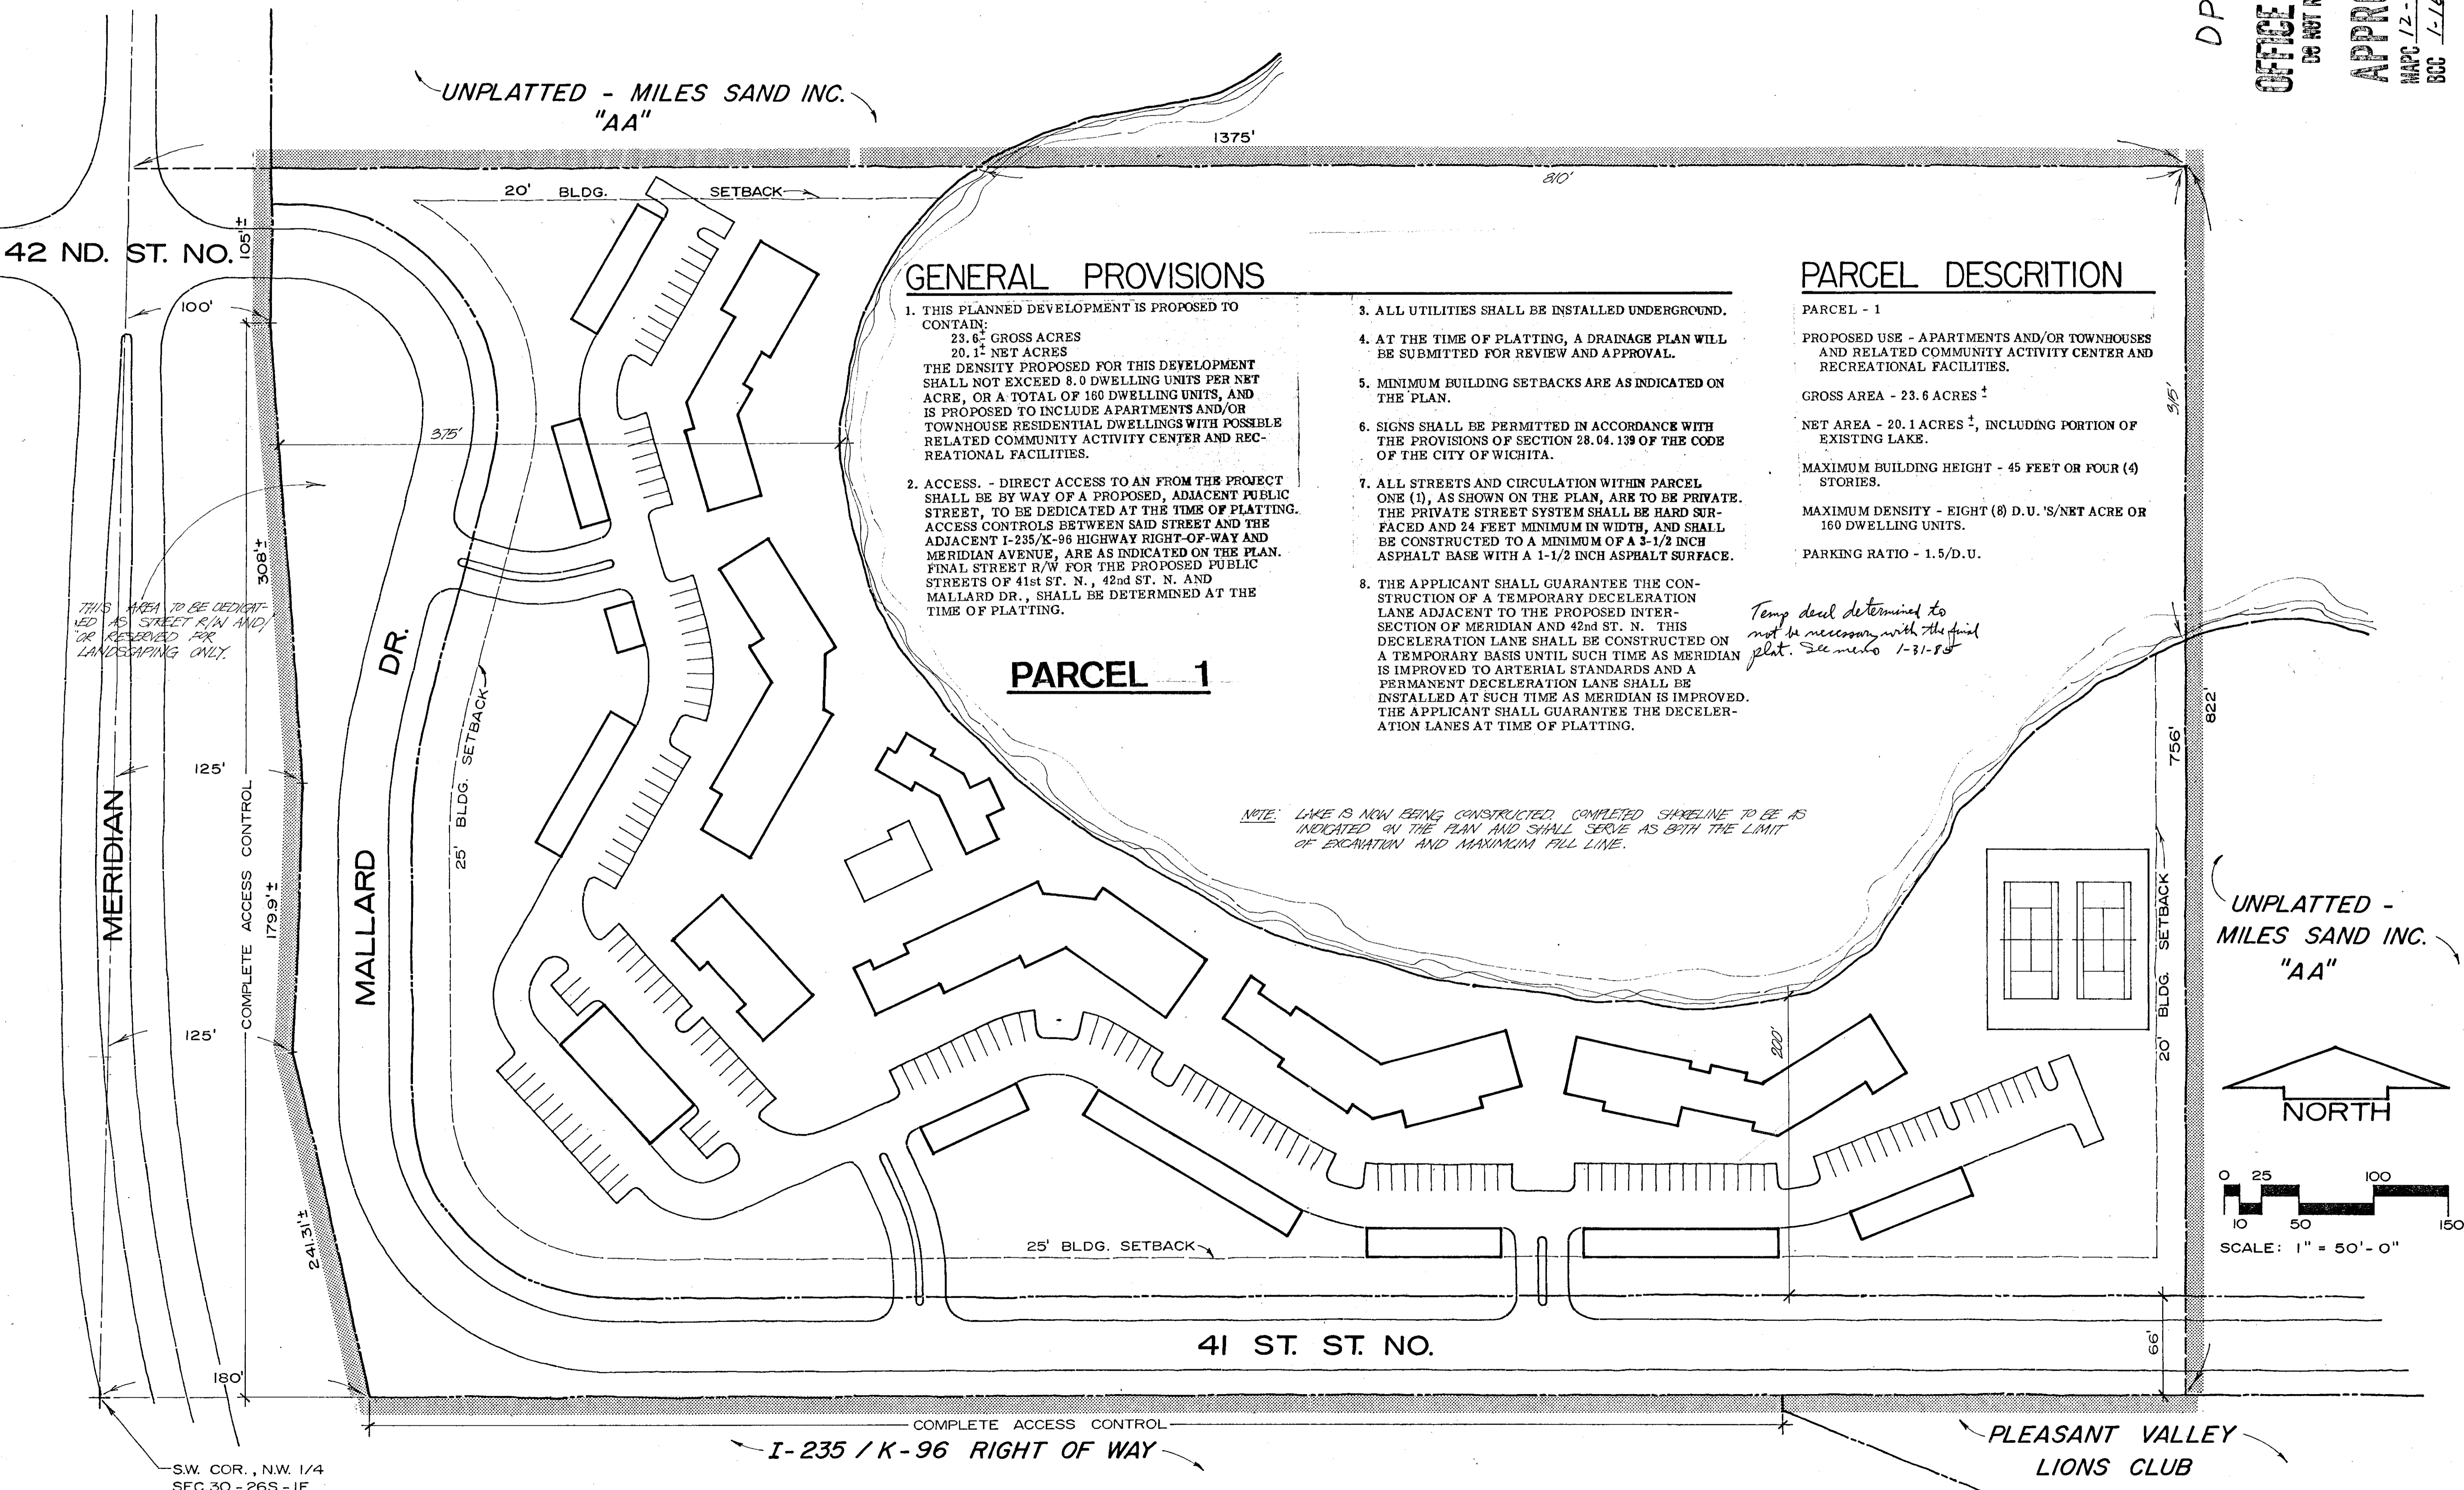 DP
OFFICE
DO NOT R
APPRO
MAPC 12-
BCC 1-16
UNPLATTED - MILES SAND INC.
"AA"
1375'
810'
20' BLDG. SETBACK
42 ND. ST. NO.
105'±
100'
375'
308'±
THIS AREA TO BE DEDICAT-
ED AS STREET R/W AND/
OR RESERVED FOR
LANDSCAPING ONLY.
GENERAL PROVISIONS
1. THIS PLANNED DEVELOPMENT IS PROPOSED TO
CONTAIN:
23.6± GROSS ACRES
20.1± NET ACRES
THE DENSITY PROPOSED FOR THIS DEVELOPMENT
SHALL NOT EXCEED 8.0 DWELLING UNITS PER NET
ACRE, OR A TOTAL OF 160 DWELLING UNITS, AND
IS PROPOSED TO INCLUDE APARTMENTS AND/OR
TOWNHOUSE RESIDENTIAL DWELLINGS WITH POSSIBLE
RELATED COMMUNITY ACTIVITY CENTER AND REC-
REATIONAL FACILITIES.
2. ACCESS. - DIRECT ACCESS TO AN FROM THE PROJECT
SHALL BE BY WAY OF A PROPOSED, ADJACENT PUBLIC
STREET, TO BE DEDICATED AT THE TIME OF PLATTING.
ACCESS CONTROLS BETWEEN SAID STREET AND THE
ADJACENT I-235/K-96 HIGHWAY RIGHT-OF-WAY AND
MERIDIAN AVENUE, ARE AS INDICATED ON THE PLAN.
FINAL STREET R/W FOR THE PROPOSED PUBLIC
STREETS OF 41st ST. N., 42nd ST. N. AND
MALLARD DR., SHALL BE DETERMINED AT THE
TIME OF PLATTING.
PARCEL 1
3. ALL UTILITIES SHALL BE INSTALLED UNDERGROUND.
4. AT THE TIME OF PLATTING, A DRAINAGE PLAN WILL
BE SUBMITTED FOR REVIEW AND APPROVAL.
5. MINIMUM BUILDING SETBACKS ARE AS INDICATED ON
THE PLAN.
6. SIGNS SHALL BE PERMITTED IN ACCORDANCE WITH
THE PROVISIONS OF SECTION 28.04.139 OF THE CODE
OF THE CITY OF WICHITA.
7. ALL STREETS AND CIRCULATION WITHIN PARCEL
ONE (1), AS SHOWN ON THE PLAN, ARE TO BE PRIVATE.
THE PRIVATE STREET SYSTEM SHALL BE HARD SUR-
FACED AND 24 FEET MINIMUM IN WIDTH, AND SHALL
BE CONSTRUCTED TO A MINIMUM OF A 3-1/2 INCH
ASPHALT BASE WITH A 1-1/2 INCH ASPHALT SURFACE.
8. THE APPLICANT SHALL GUARANTEE THE CON-
STRUCTION OF A TEMPORARY DECELERATION
LANE ADJACENT TO THE PROPOSED INTER-
SECTION OF MERIDIAN AND 42nd ST. N. THIS
DECELERATION LANE SHALL BE CONSTRUCTED ON
A TEMPORARY BASIS UNTIL SUCH TIME AS MERIDIAN
IS IMPROVED TO ARTERIAL STANDARDS AND A
PERMANENT DECELERATION LANE SHALL BE
INSTALLED AT SUCH TIME AS MERIDIAN IS IMPROVED.
THE APPLICANT SHALL GUARANTEE THE DECELER-
ATION LANES AT TIME OF PLATTING.
PARCEL DESCRITION
PARCEL - 1
PROPOSED USE - APARTMENTS AND/OR TOWNHOUSES
AND RELATED COMMUNITY ACTIVITY CENTER AND
RECREATIONAL FACILITIES.
GROSS AREA - 23.6 ACRES ±
NET AREA - 20.1 ACRES ±, INCLUDING PORTION OF
EXISTING LAKE.
MAXIMUM BUILDING HEIGHT - 45 FEET OR FOUR (4)
STORIES.
MAXIMUM DENSITY - EIGHT (8) D.U.'S/NET ACRE OR
160 DWELLING UNITS.
PARKING RATIO - 1.5/D.U.
Temp decel determined to
not be necessary with the final
plat. See memo 1-31-85
315'
822'
756'
NOTE: LAKE IS NOW BEING CONSTRUCTED. COMPLETED SHORELINE TO BE AS
INDICATED ON THE PLAN AND SHALL SERVE AS BOTH THE LIMIT
OF EXCAVATION AND MAXIMUM FILL LINE.
MERIDIAN
125'
125'
COMPLETE ACCESS CONTROL
179.9'±
241.31'±
180'
MALLARD DR.
25' BLDG. SETBACK
200'
20' BLDG. SETBACK
UNPLATTED -
MILES SAND INC.
"AA"
NORTH
0 25 100
10 50 150
SCALE: 1" = 50'-0"
25' BLDG. SETBACK
41 ST. ST. NO.
66'
COMPLETE ACCESS CONTROL
I-235 / K-96 RIGHT OF WAY
PLEASANT VALLEY
LIONS CLUB
S.W. COR., N.W. 1/4
SEC. 30 - 26S - 1E